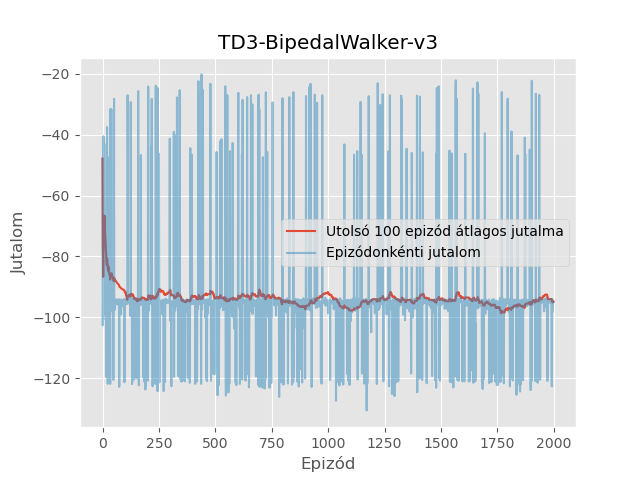 TD3-BipedalWalker-v3
−20
−40
−60
−80
−100
−120
Jutalom
Utolsó 100 epizód átlagos jutalma
Epizódonkénti jutalom
0 250 500 750 1000 1250 1500 1750 2000
Epizód